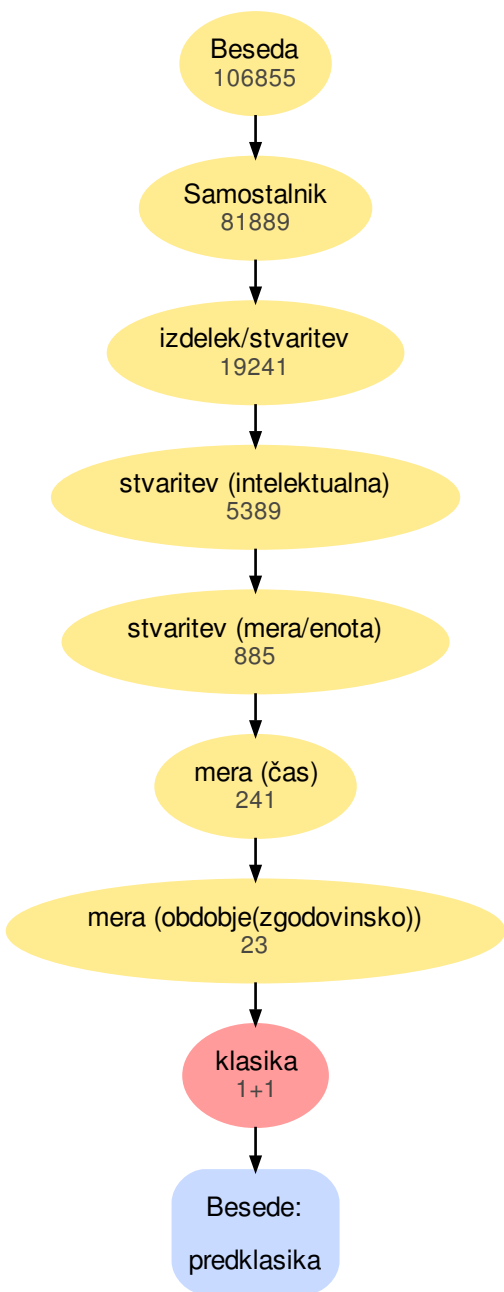 Beseda
106855
Samostalnik
81889
izdelek/stvaritev
19241
stvaritev (intelektualna)
5389
stvaritev (mera/enota)
885
mera (čas)
241
mera (obdobje(zgodovinsko))
23
klasika
1+1
Besede:
predklasika